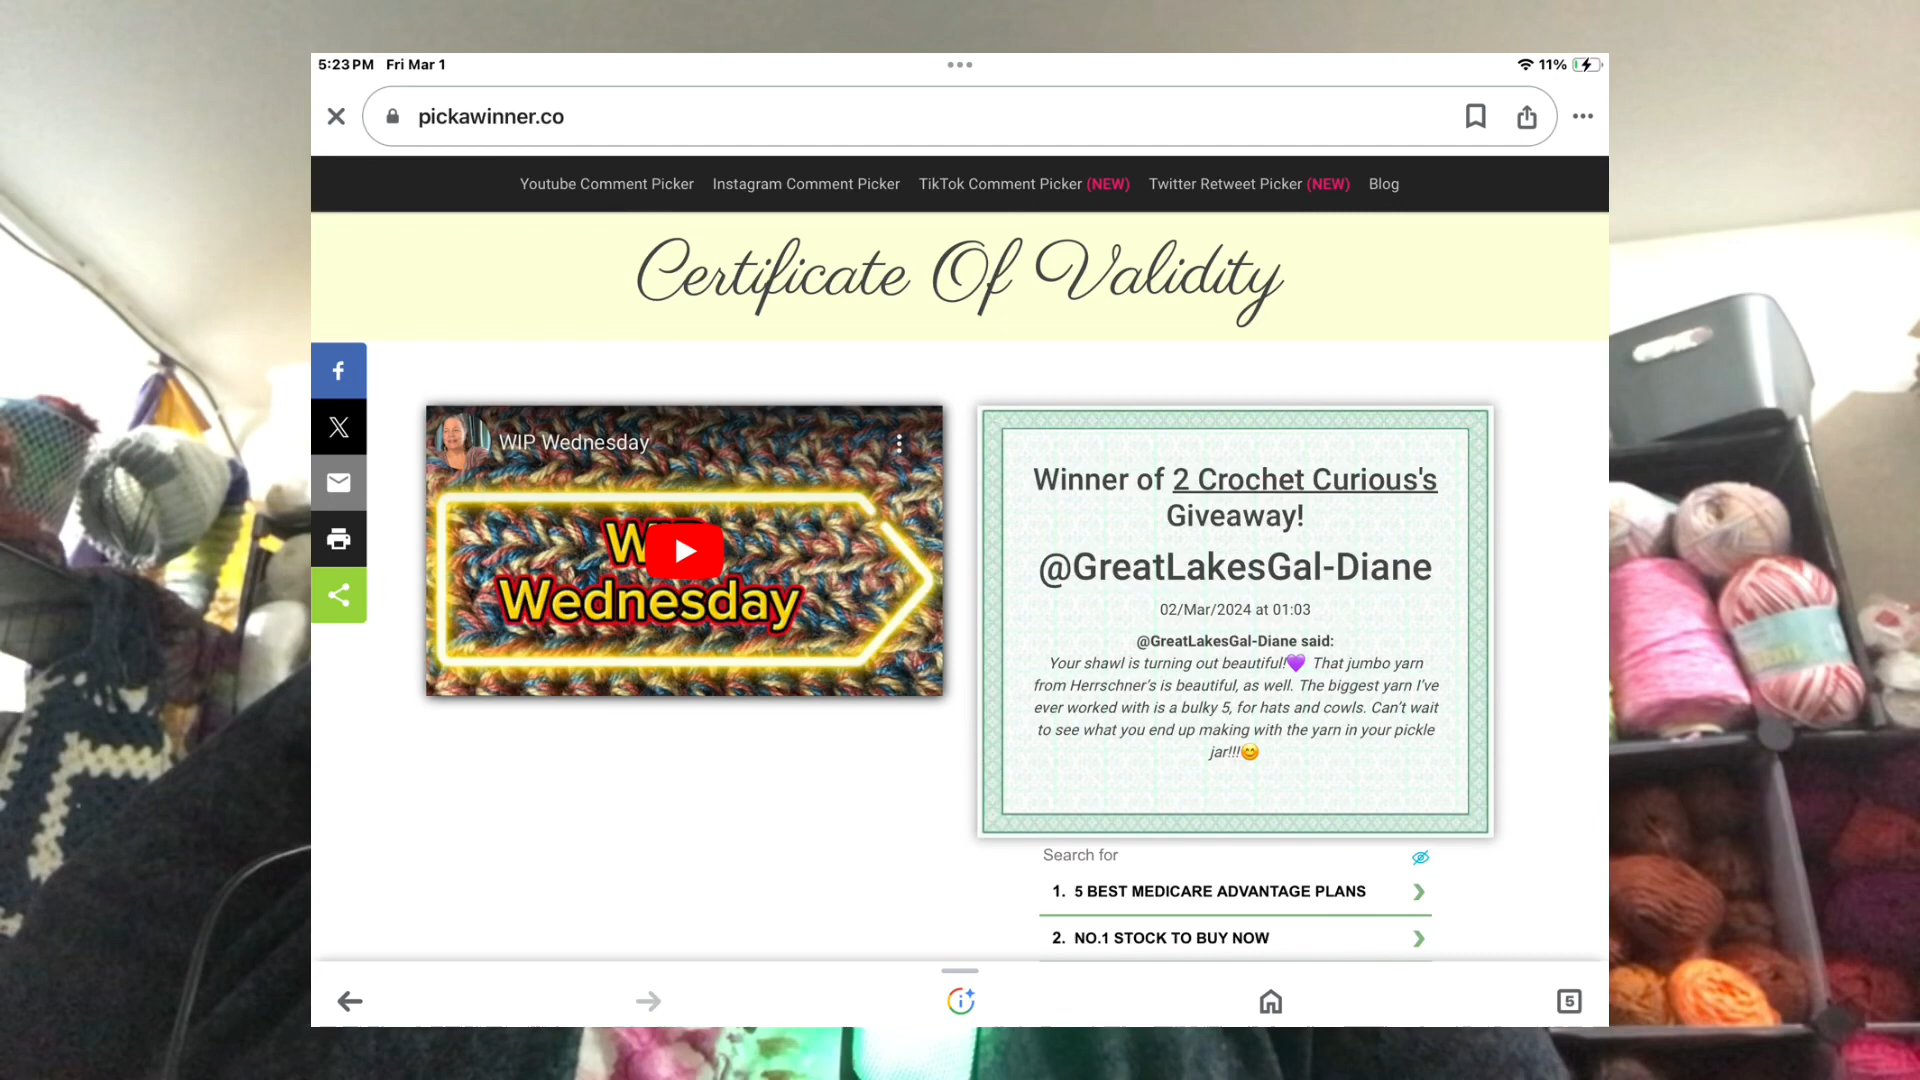 5:23 PM Fri Mar 1
11%
pickawinner.co
Youtube Comment Picker Instagram Comment Picker TikTok Comment Picker (NEW) Twitter Retweet Picker (NEW) Blog
Certificate Of Validity
WIP Wednesday
W
Wednesday
Winner of 2 Crochet Curious's
Giveaway!
@GreatLakesGal-Diane
02/Mar/2024 at 01:03
@GreatLakesGal-Diane said:
Your shawl is turning out beautiful!💜 That jumbo yarn
from Herrschner's is beautiful, as well. The biggest yarn I've
ever worked with is a bulky 5, for hats and cowls. Can't wait
to see what you end up making with the yarn in your pickle
jar!!!😊
Search for
1. 5 BEST MEDICARE ADVANTAGE PLANS
2. NO.1 STOCK TO BUY NOW
5